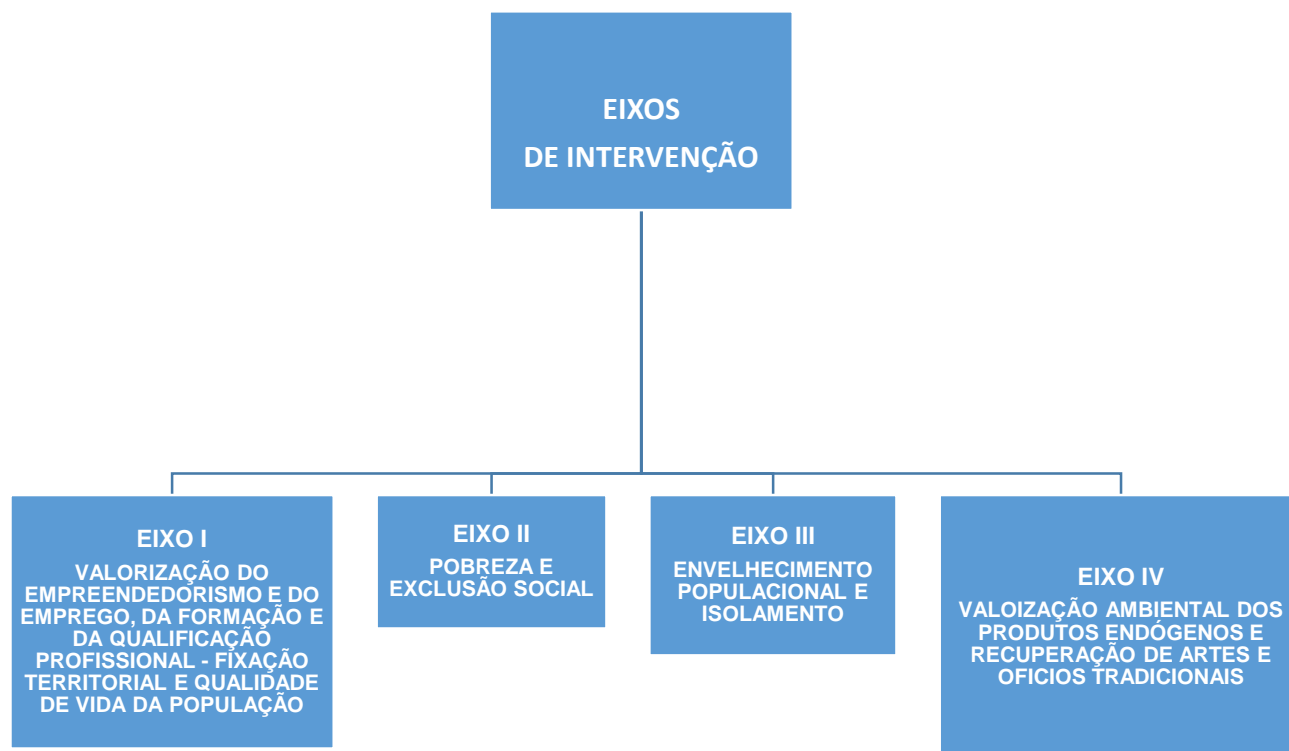 EIXOS
DE INTERVENÇÃO
EIXO I
VALORIZAÇÃO DO
EMPREENDEDORISMO E DO
EMPREGO, DA FORMAÇÃO E
DA QUALIFICAÇÃO
PROFISSIONAL - FIXAÇÃO
TERRITORIAL E QUALIDADE
DE VIDA DA POPULAÇÃO
EIXO II
POBREZA E
EXCLUSÃO SOCIAL
EIXO III
ENVELHECIMENTO
POPULACIONAL E
ISOLAMENTO
EIXO IV
VALOIZAÇÃO AMBIENTAL DOS
PRODUTOS ENDÓGENOS E
RECUPERAÇÃO DE ARTES E
OFICIOS TRADICIONAIS